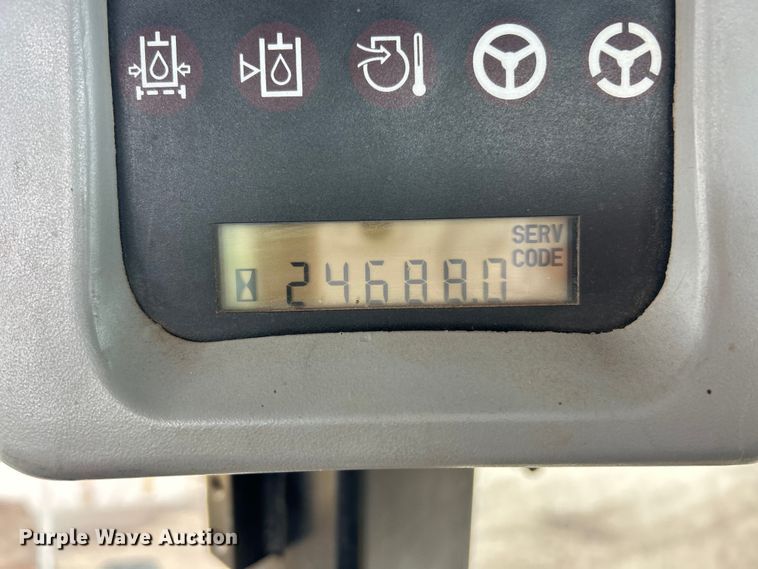 SERV
CODE
24688.0
Purple Wave Auction